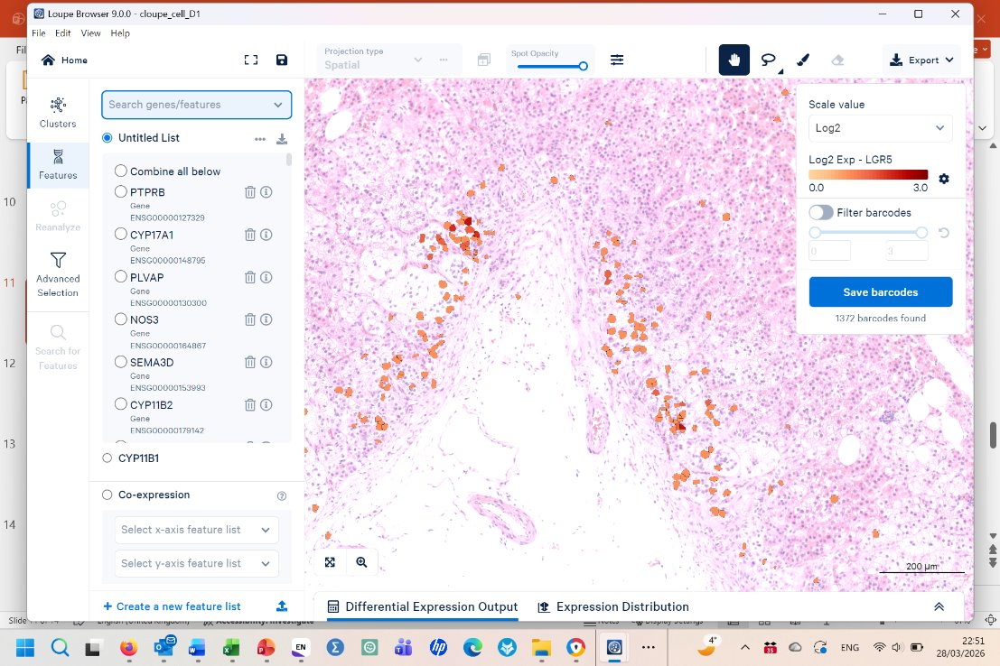 Loupe Browser 9.0.0 - cloupe_cell_D1
File Edit View Help
Home
Projection type
Spatial
Spot Opacity
Export
Clusters
Features
Reanalyze
Advanced
Selection
Search for
Features
Search genes/features
Untitled List
Combine all below
PTPRB
Gene
ENSG00000127329
CYP17A1
Gene
ENSG00000148795
PLVAP
Gene
ENSG00000130300
NOS3
Gene
ENSG00000164867
SEMA3D
Gene
ENSG00000153993
CYP11B2
Gene
ENSG00000179142
CYP11B1
Co-expression
Select x-axis feature list
Select y-axis feature list
+ Create a new feature list
Scale value
Log2
Log2 Exp - LGR5
0.0 3.0
Filter barcodes
0 3
Save barcodes
1372 barcodes found
200 µm
Differential Expression Output
Expression Distribution
10
11
12
13
14
EN
ENG
4°
22:51
28/03/2026